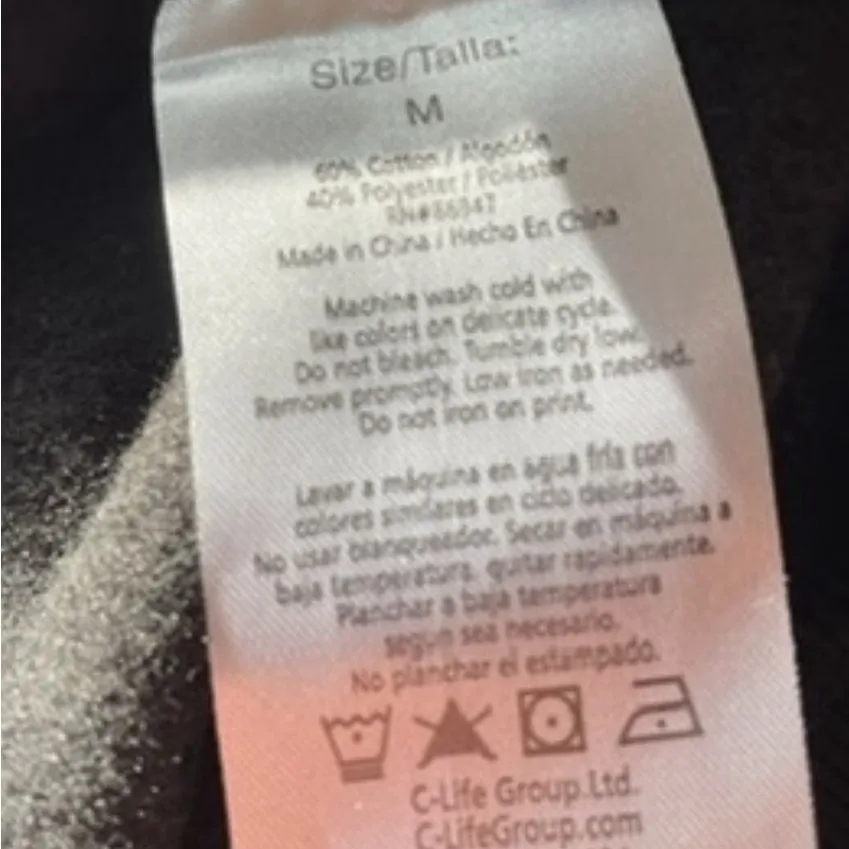 Size/Talla:
M
60% Cotton / Algodón
40% Polyester / Poliéster
Made in China / Hecho En China
Machine wash cold with
like colors on delicate cycle.
Do not bleach. Tumble dry low.
Remove promptly. Low iron as needed.
Do not iron on print.
Lavar a máquina en agua fría con
colores similares en ciclo delicado.
No usar blanqueador. Secar en máquina a
baja temperatura, quitar rapidamente.
Planchar a baja temperatura
segun sea necesario.
No planchar el estampado.
C-Life Group Ltd.
C-LifeGroup.com